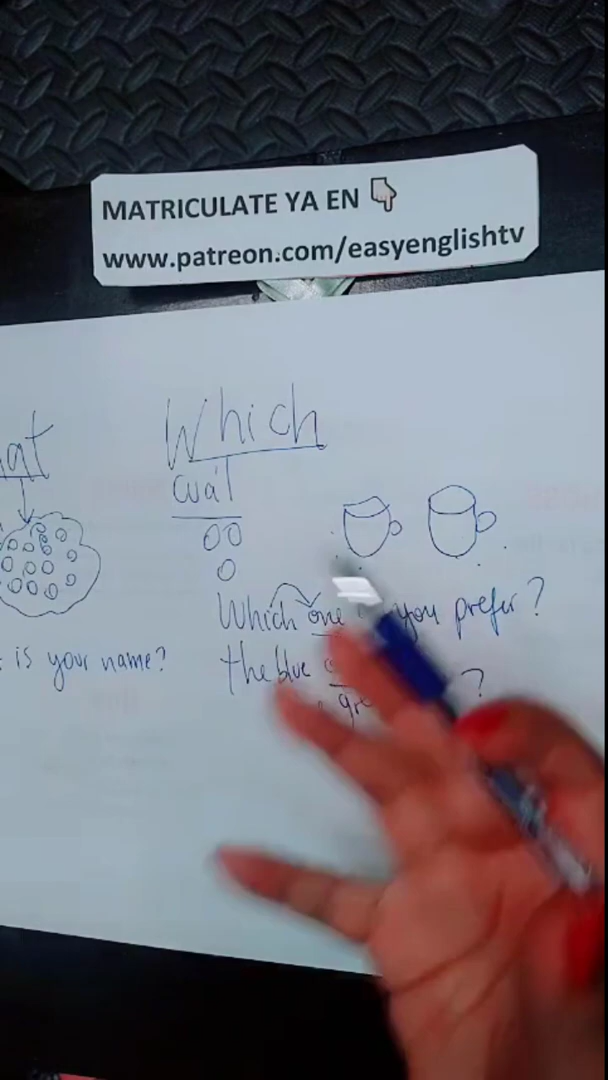 MATRICULATE YA EN
www.patreon.com/easyenglishtv
Which
cuál
is your name?
Which one you prefer?
the blue
?